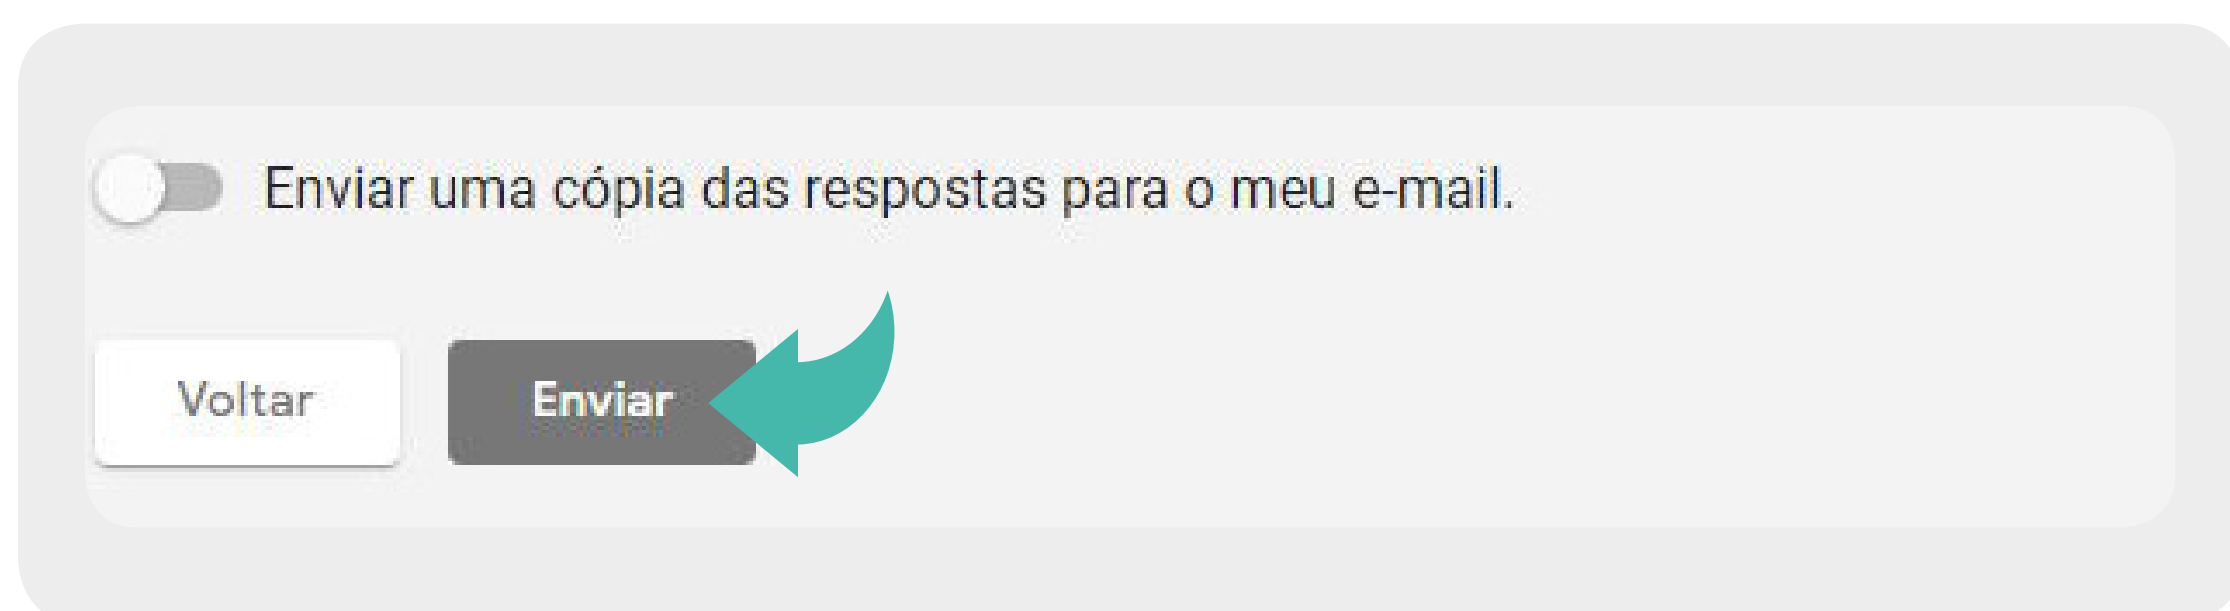 Enviar uma cópia das respostas para o meu e-mail.
Voltar
Enviar